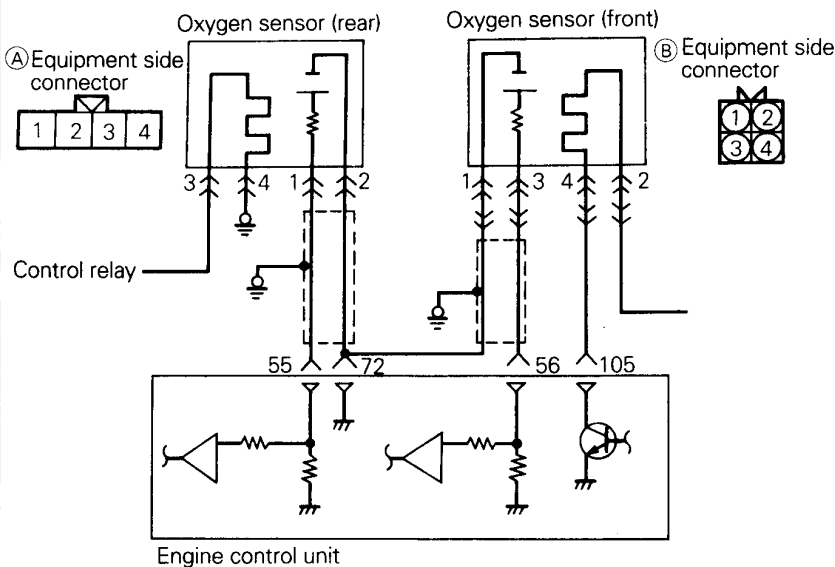 Oxygen sensor (rear)
Oxygen sensor (front)
A Equipment side
connector
1 2 3 4
B Equipment side
connector
1 2
3 4
3 4 1 2
1 3 4 2
Control relay
55 72 56 105
Engine control unit